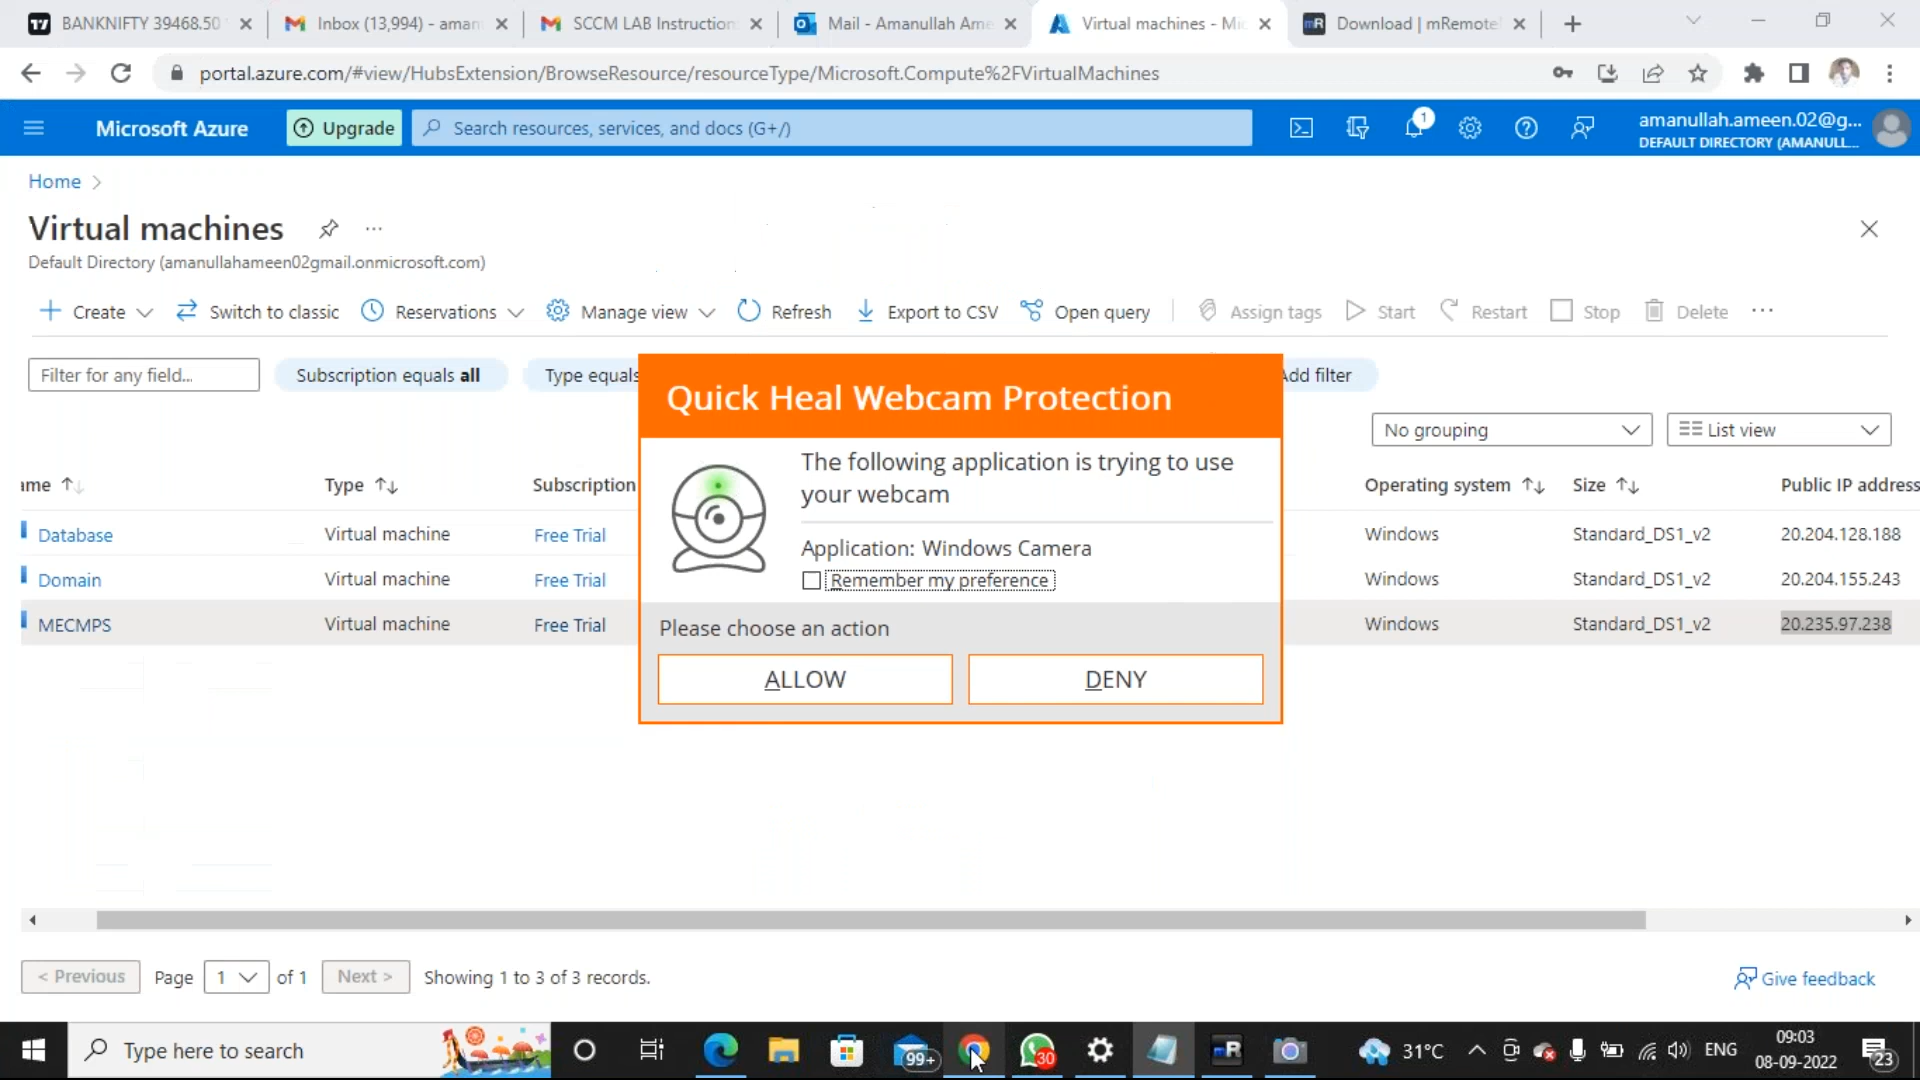 BANKNIFTY 39468.50
Inbox (13,994) - aman
SCCM LAB Instruction
Mail - Amanullah Ame
Virtual machines - Mi
Download | mRemote
portal.azure.com/#view/HubsExtension/BrowseResource/resourceType/Microsoft.Compute%2FVirtualMachines
Microsoft Azure
Upgrade
Search resources, services, and docs (G+/)
1
amanullah.ameen.02@g...
DEFAULT DIRECTORY (AMANULL...
Home
Virtual machines
...
Default Directory (amanullahameen02gmail.onmicrosoft.com)
Create
Switch to classic
Reservations
Manage view
Refresh
Export to CSV
Open query
Assign tags
Start
Restart
Stop
Delete
...
Filter for any field...
Subscription equals all
Type equals
Add filter
Quick Heal Webcam Protection
The following application is trying to use
your webcam
Application: Windows Camera
Remember my preference
Please choose an action
ALLOW
DENY
No grouping
List view
ame
Type
Subscription
Operating system
Size
Public IP address
Database
Virtual machine
Free Trial
Windows
Standard_DS1_v2
20.204.128.188
Domain
Virtual machine
Free Trial
Windows
Standard_DS1_v2
20.204.155.243
MECMPS
Virtual machine
Free Trial
Windows
Standard_DS1_v2
20.235.97.238
< Previous
Page
1
of 1
Next >
Showing 1 to 3 of 3 records.
Give feedback
Type here to search
99+
30
mR
31°C
ENG
09:03
08-09-2022
23